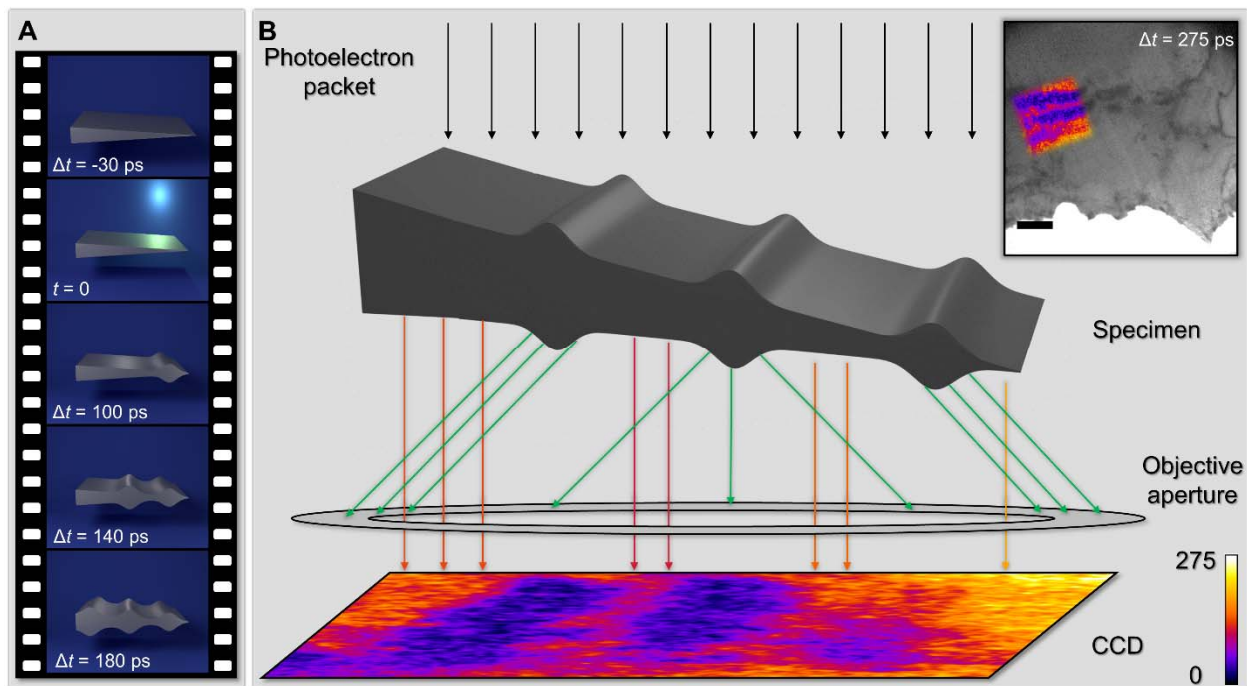 A
Δt = -30 ps
t = 0
Δt = 100 ps
Δt = 140 ps
Δt = 180 ps
B
Photoelectron
packet
Δt = 275 ps
Specimen
Objective
aperture
275
0
CCD